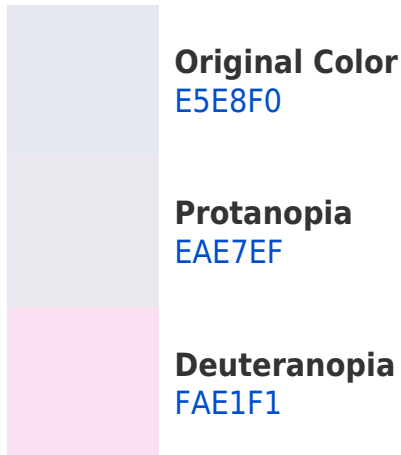 Original Color
E5E8F0
Protanopia
EAE7EF
Deuteranopia
FAE1F1